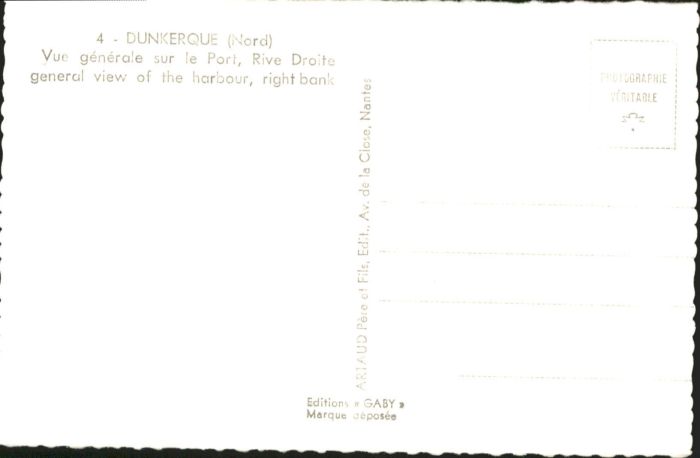 4 - DUNKERQUE (Nord)
Vue générale sur le Port, Rive Droite
general view of the harbour, right bank
PHOTOGRAPHIE
VÉRITABLE
ARTAUD Père et Fils, Edit., Av. de la Close, Nantes
Editions « GABY »
Marque déposée